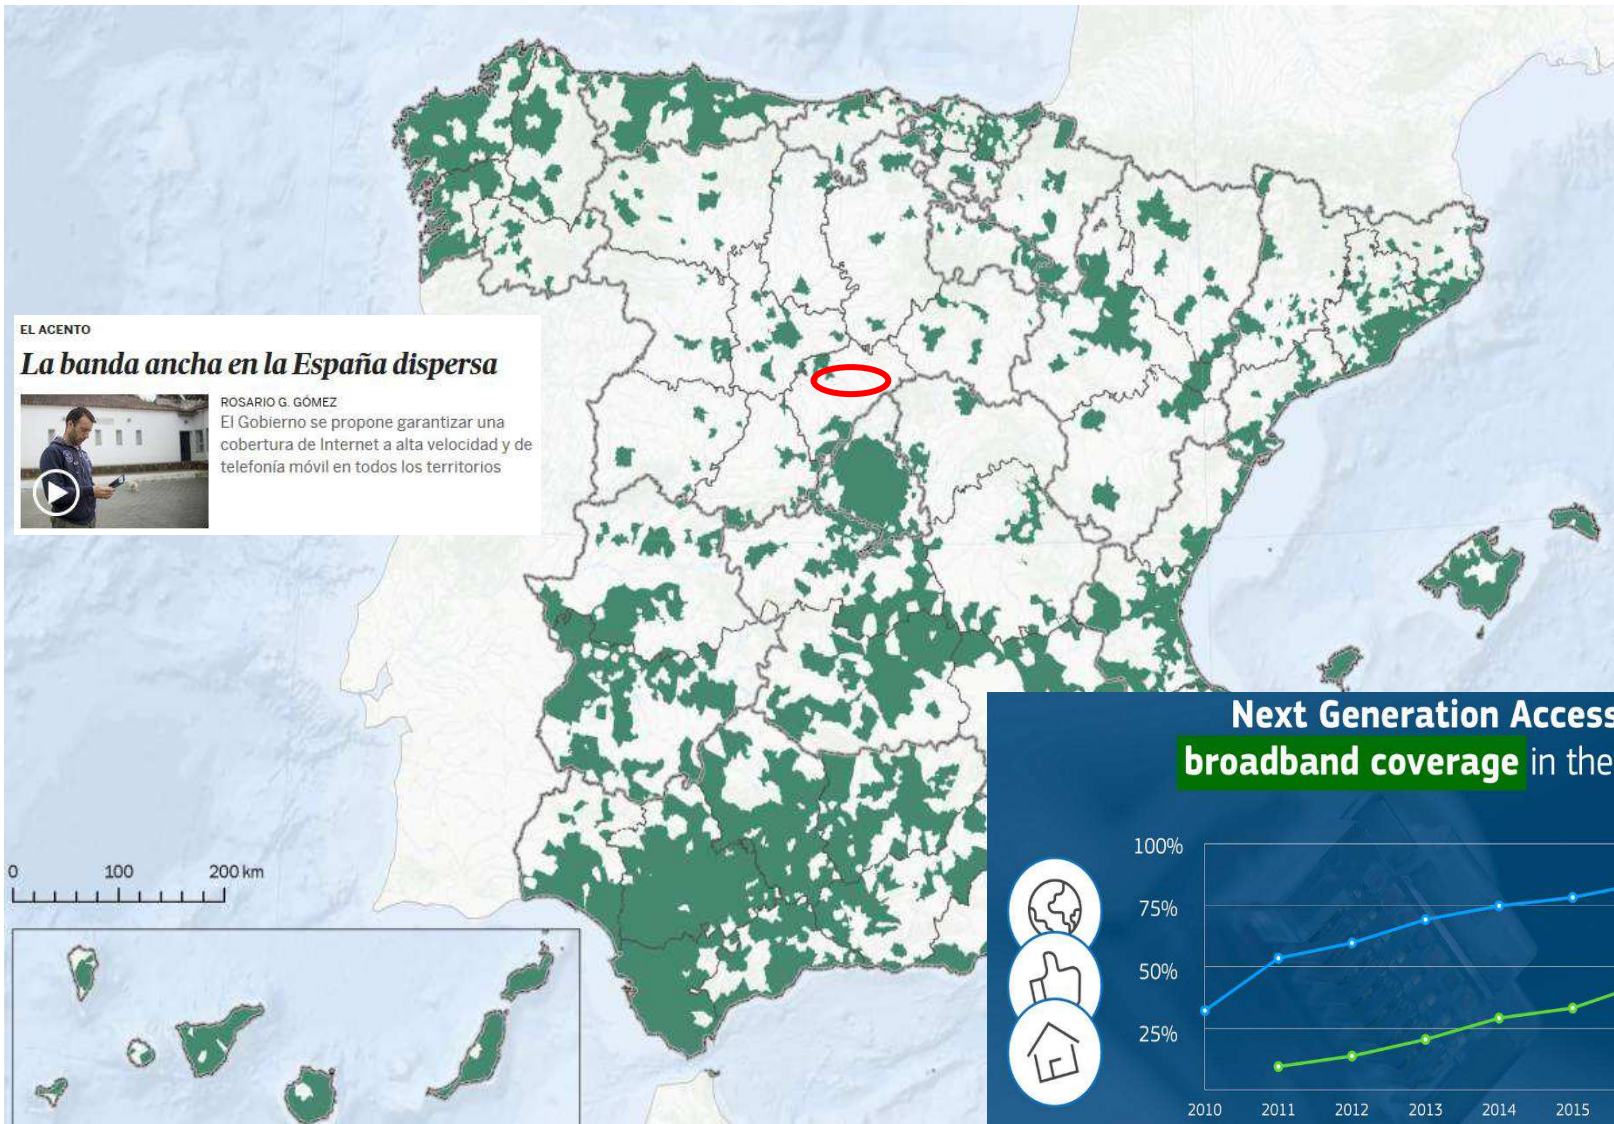 EL ACENTO
La banda ancha en la España dispersa
ROSARIO G. GÓMEZ
El Gobierno se propone garantizar una
cobertura de Internet a alta velocidad y de
telefonía móvil en todos los territorios
0 100 200 km
Next Generation Access
broadband coverage in the
100%
75%
50%
25%
2010 2011 2012 2013 2014 2015